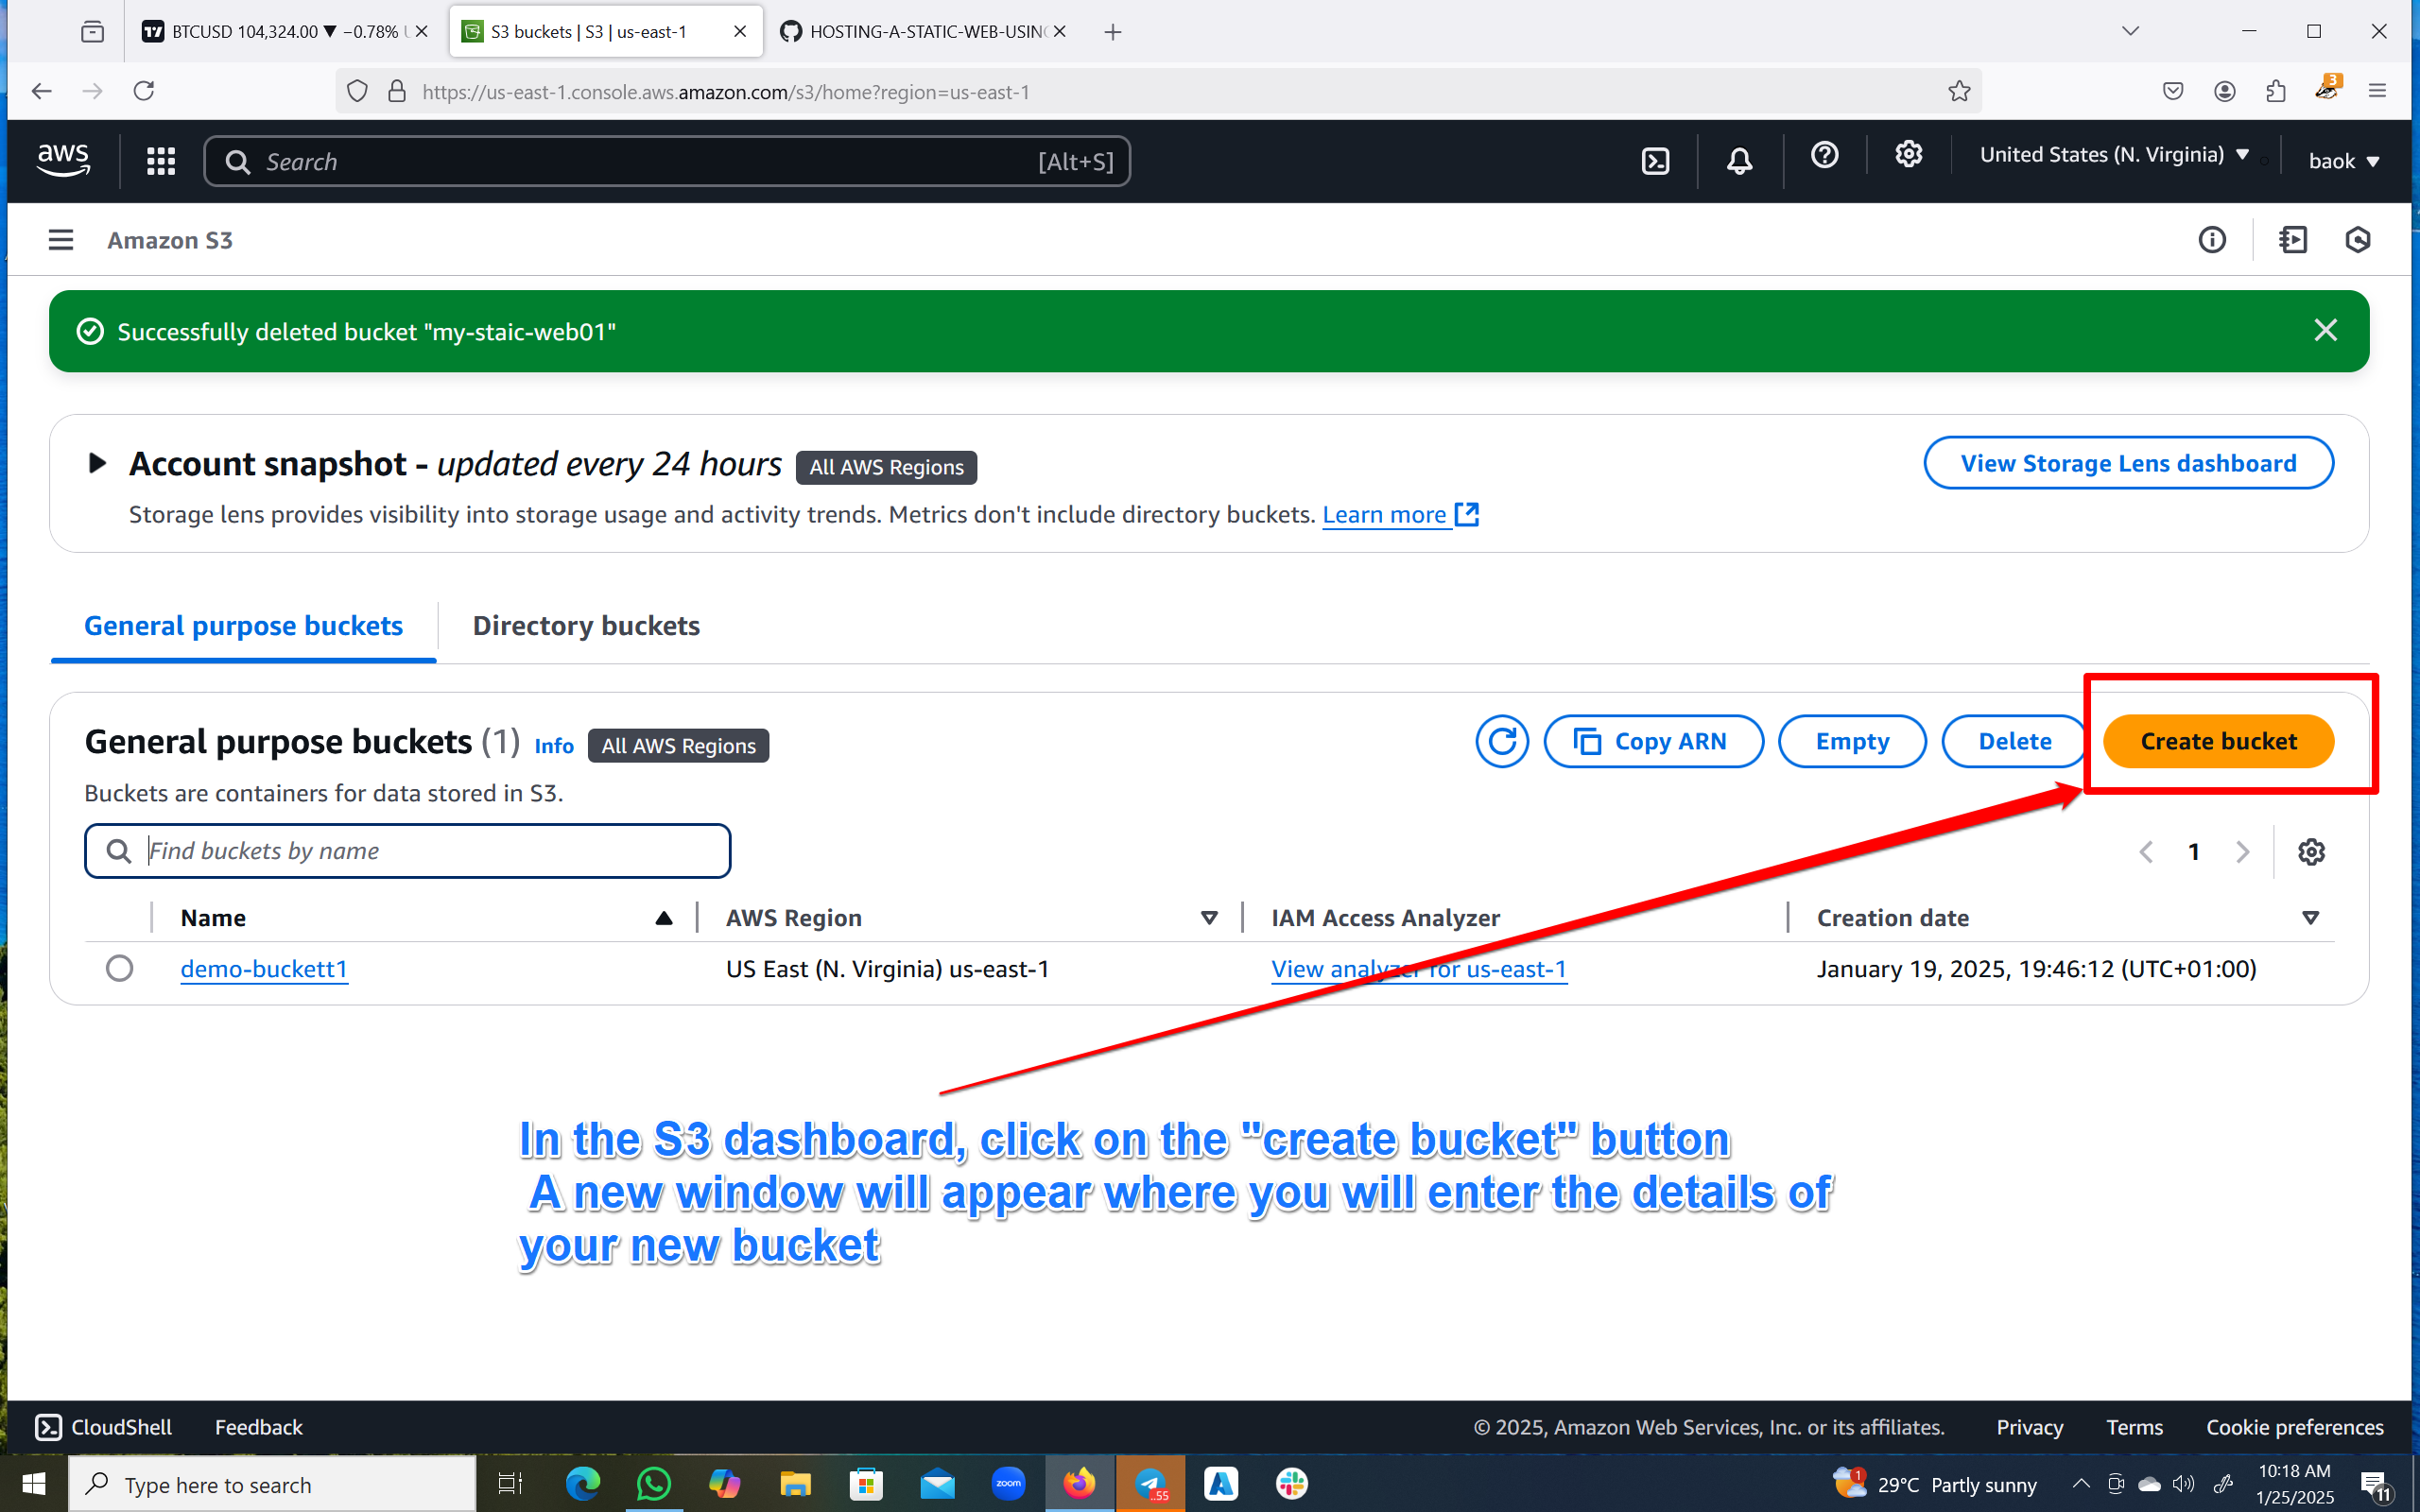 BTCUSD 104,324.00 ▼ −0.78%
S3 buckets | S3 | us-east-1
HOSTING-A-STATIC-WEB-USING
https://us-east-1.console.aws.amazon.com/s3/home?region=us-east-1
3
aws
Search
[Alt+S]
United States (N. Virginia)
baok
Amazon S3
Successfully deleted bucket "my-staic-web01"
Account snapshot - updated every 24 hours
All AWS Regions
View Storage Lens dashboard
Storage lens provides visibility into storage usage and activity trends. Metrics don't include directory buckets. Learn more
General purpose buckets
Directory buckets
General purpose buckets (1) Info
All AWS Regions
Copy ARN
Empty
Delete
Create bucket
Buckets are containers for data stored in S3.
Find buckets by name
1
Name
AWS Region
IAM Access Analyzer
Creation date
demo-buckett1
US East (N. Virginia) us-east-1
View analyzer for us-east-1
January 19, 2025, 19:46:12 (UTC+01:00)
In the S3 dashboard, click on the "create bucket" button
A new window will appear where you will enter the details of
your new bucket
CloudShell
Feedback
© 2025, Amazon Web Services, Inc. or its affiliates.
Privacy
Terms
Cookie preferences
Type here to search
zoom
..55
1
29°C Partly sunny
10:18 AM
1/25/2025
11